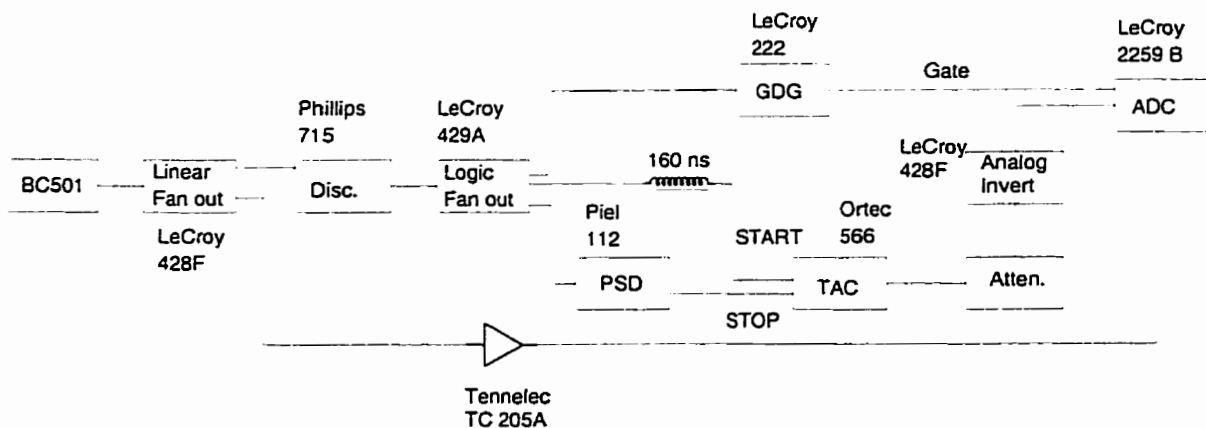 LeCroy
222
LeCroy
2259 B
GDG
Gate
ADC
Phillips
715
LeCroy
429A
160 ns
LeCroy
428F
Analog
Invert
BC501
Linear
Fan out
Disc.
Logic
Fan out
LeCroy
428F
Piel
112
START
Ortec
566
PSD
TAC
Atten.
STOP
Tennelec
TC 205A